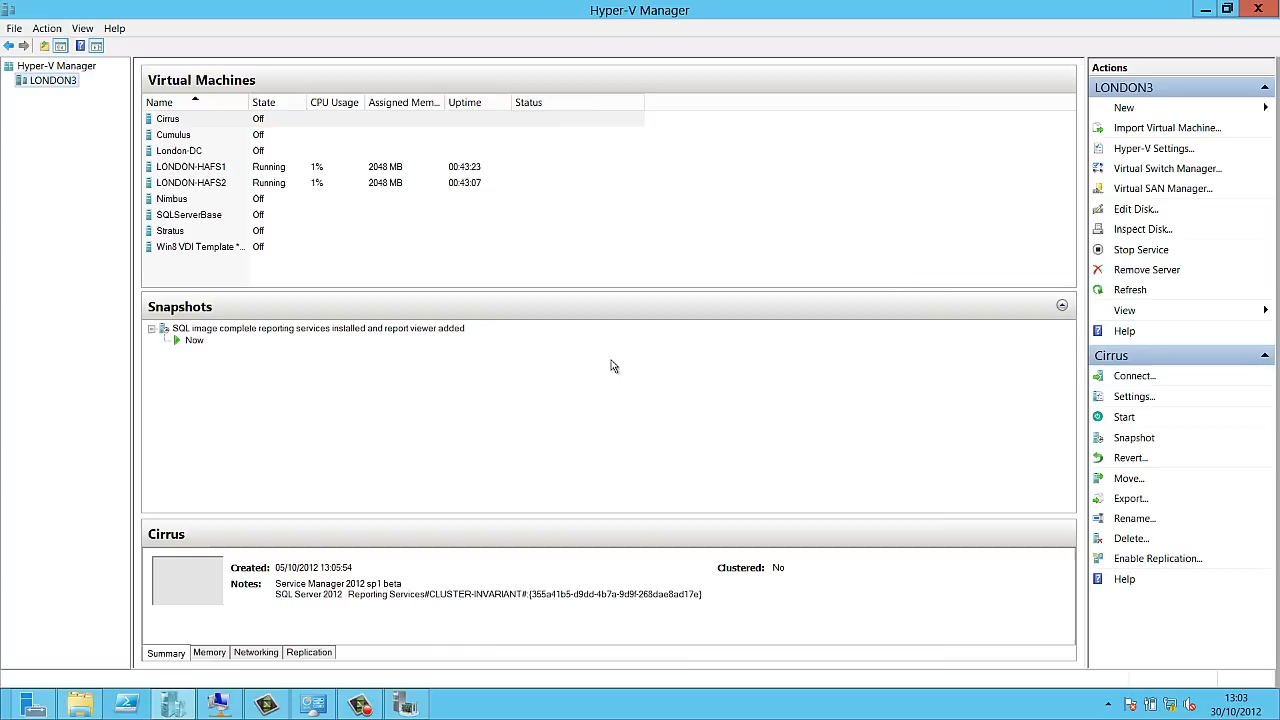 Hyper-V Manager
File Action View Help
Hyper-V Manager
LONDON3
Virtual Machines
Name State CPU Usage Assigned Mem... Uptime Status
Cirrus Off
Cumulus Off
London-DC Off
LONDON-HAFS1 Running 1% 2048 MB 00:43:23
LONDON-HAFS2 Running 1% 2048 MB 00:43:07
Nimbus Off
SQLServerBase Off
Stratus Off
Win8 VDI Template *... Off
Snapshots
SQL image complete reporting services installed and report viewer added
Now
Cirrus
Created: 05/10/2012 13:05:54 Clustered: No
Notes: Service Manager 2012 sp1 beta
SQL Server 2012 Reporting Services#CLUSTER-INVARIANT#:{355a41b5-d9dd-4b7a-9d9f-268dae8ad17e}
Summary Memory Networking Replication
Actions
LONDON3
New
Import Virtual Machine...
Hyper-V Settings...
Virtual Switch Manager...
Virtual SAN Manager...
Edit Disk...
Inspect Disk...
Stop Service
Remove Server
Refresh
View
Help
Cirrus
Connect...
Settings...
Start
Snapshot
Revert...
Move...
Export...
Rename...
Delete...
Enable Replication...
Help
13:03
30/10/2012